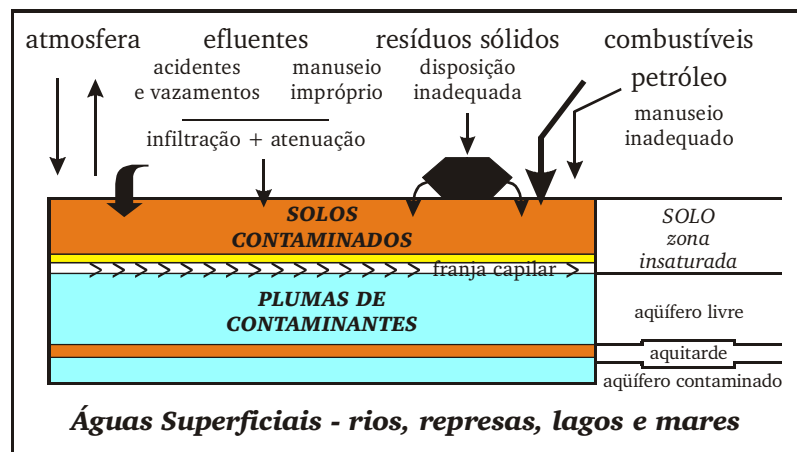 atmosfera
efluentes
resíduos sólidos
combustíveis
acidentes
e vazamentos
manuseio
impróprio
disposição
inadequada
petróleo
manuseio
inadequado
infiltração + atenuação
SOLOS
CONTAMINADOS
SOLO
zona
insaturada
> > > > > > > > > > > > > > > > > franja capilar >
PLUMAS DE
CONTAMINANTES
aqüífero livre
aquitarde
aqüífero contaminado
Águas Superficiais - rios, represas, lagos e mares